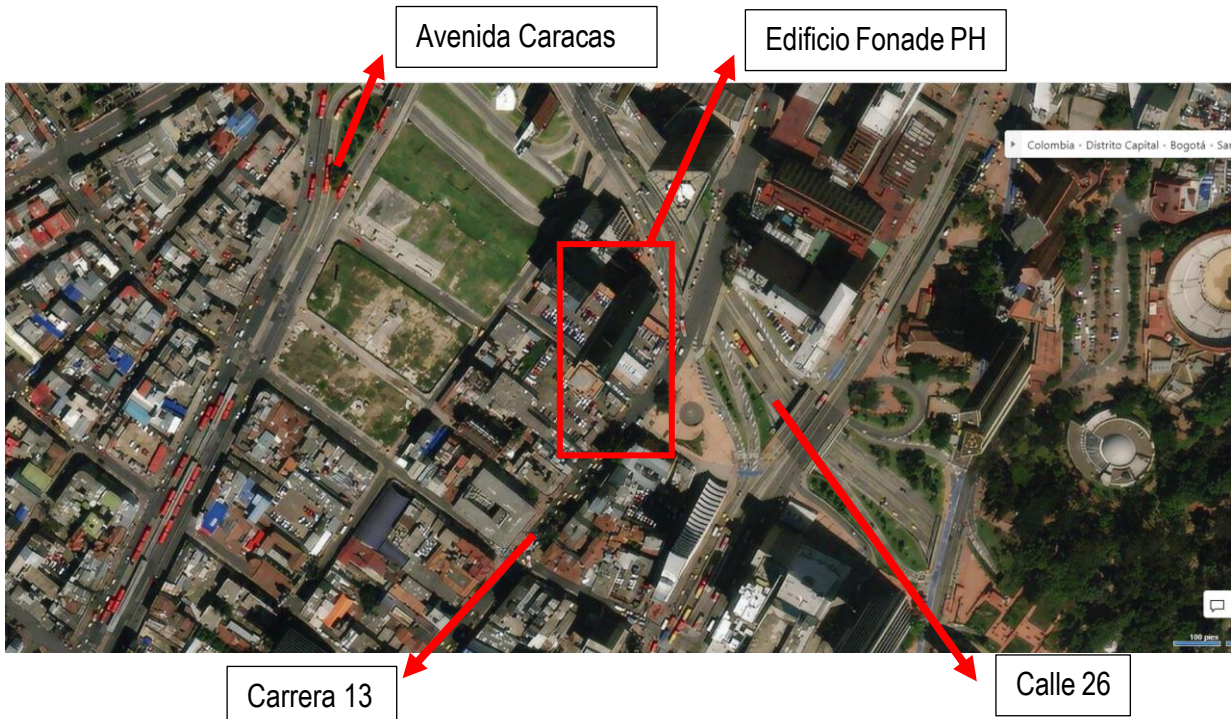 Avenida Caracas
Edificio Fonade PH
Colombia - Distrito Capital - Bogotá - San
100 pies
Carrera 13
Calle 26